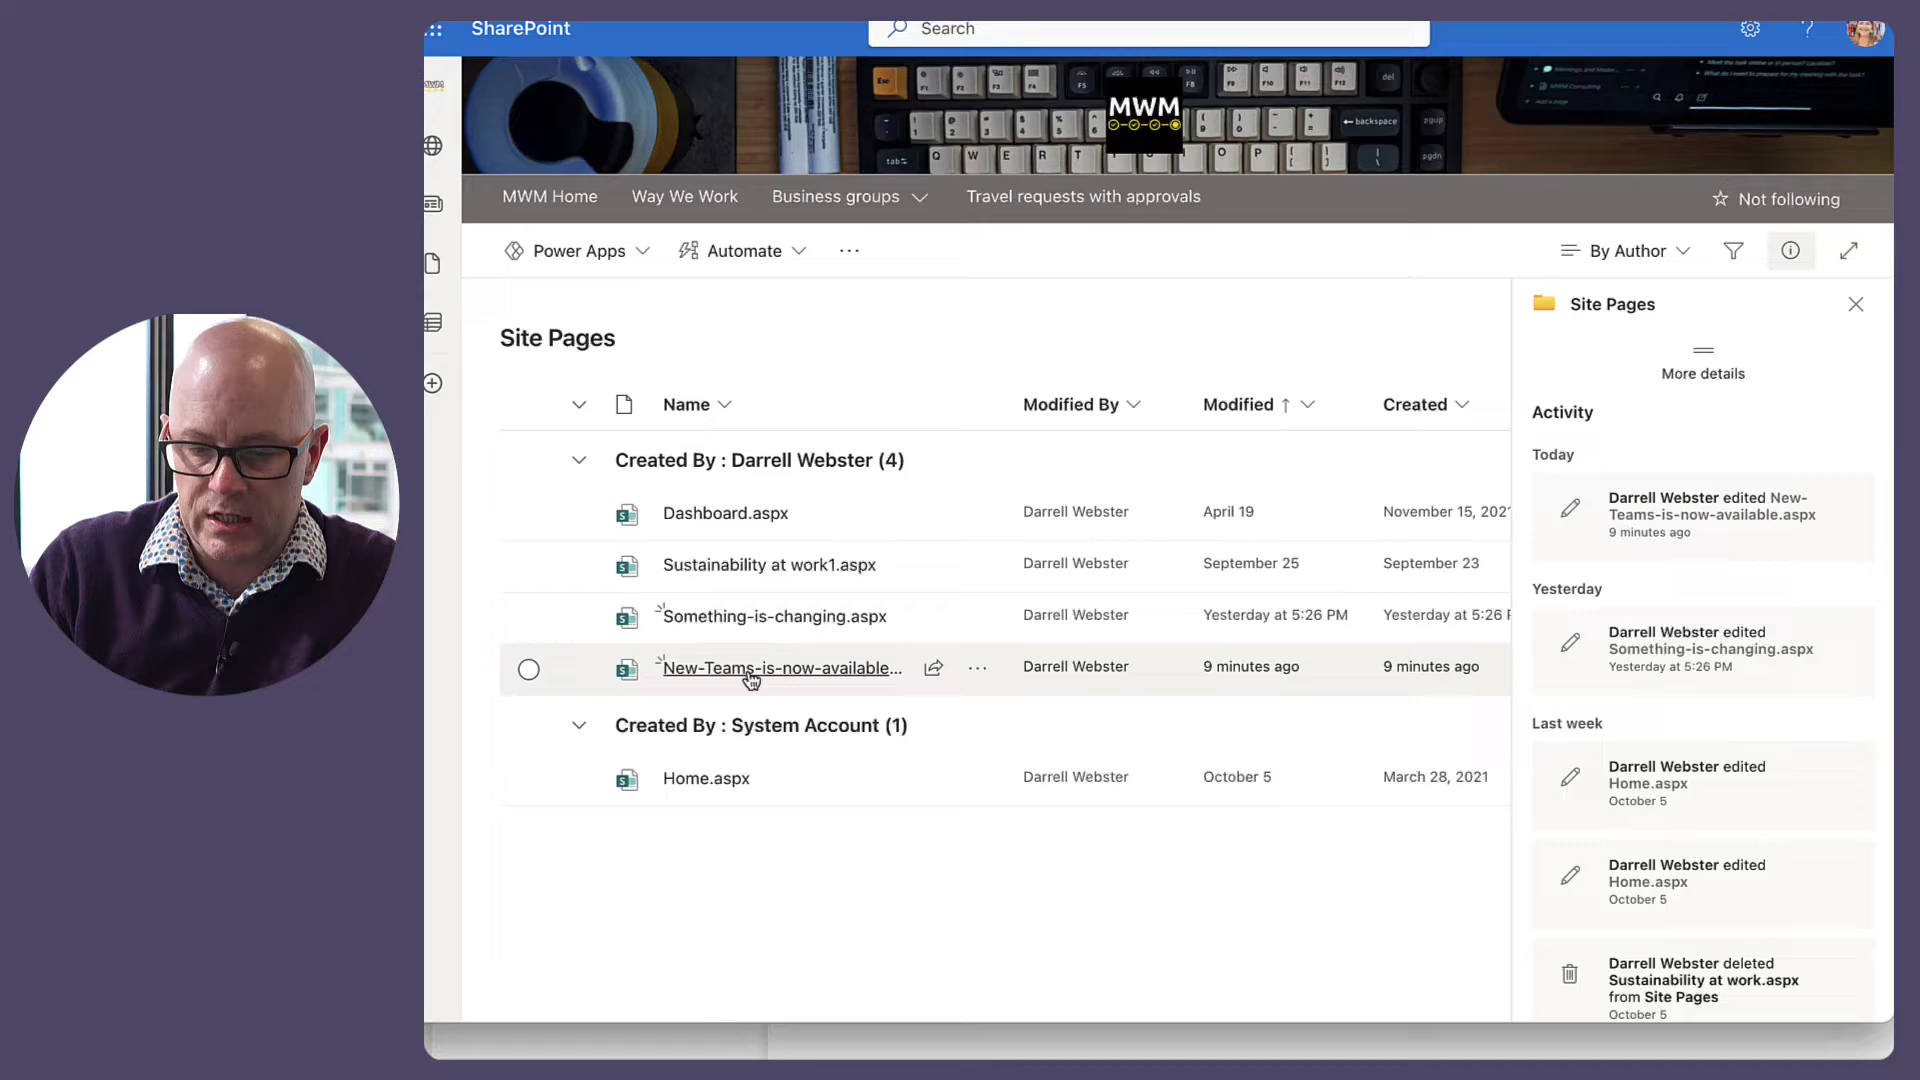 SharePoint
Search
MWM
MWM Home
Way We Work
Business groups
Travel requests with approvals
Not following
Power Apps
Automate
By Author
Site Pages
Name
Modified By
Modified
Created
Created By : Darrell Webster (4)
Dashboard.aspx
Darrell Webster
April 19
November 15, 202
Sustainability at work1.aspx
Darrell Webster
September 25
September 23
Something-is-changing.aspx
Darrell Webster
Yesterday at 5:26 PM
Yesterday at 5:26
New-Teams-is-now-available...
Darrell Webster
9 minutes ago
9 minutes ago
Created By : System Account (1)
Home.aspx
Darrell Webster
October 5
March 28, 2021
Site Pages
More details
Activity
Today
Darrell Webster edited New-
Teams-is-now-available.aspx
9 minutes ago
Yesterday
Darrell Webster edited
Something-is-changing.aspx
Yesterday at 5:26 PM
Last week
Darrell Webster edited
Home.aspx
October 5
Darrell Webster edited
Home.aspx
October 5
Darrell Webster deleted
Sustainability at work.aspx
from Site Pages
October 5